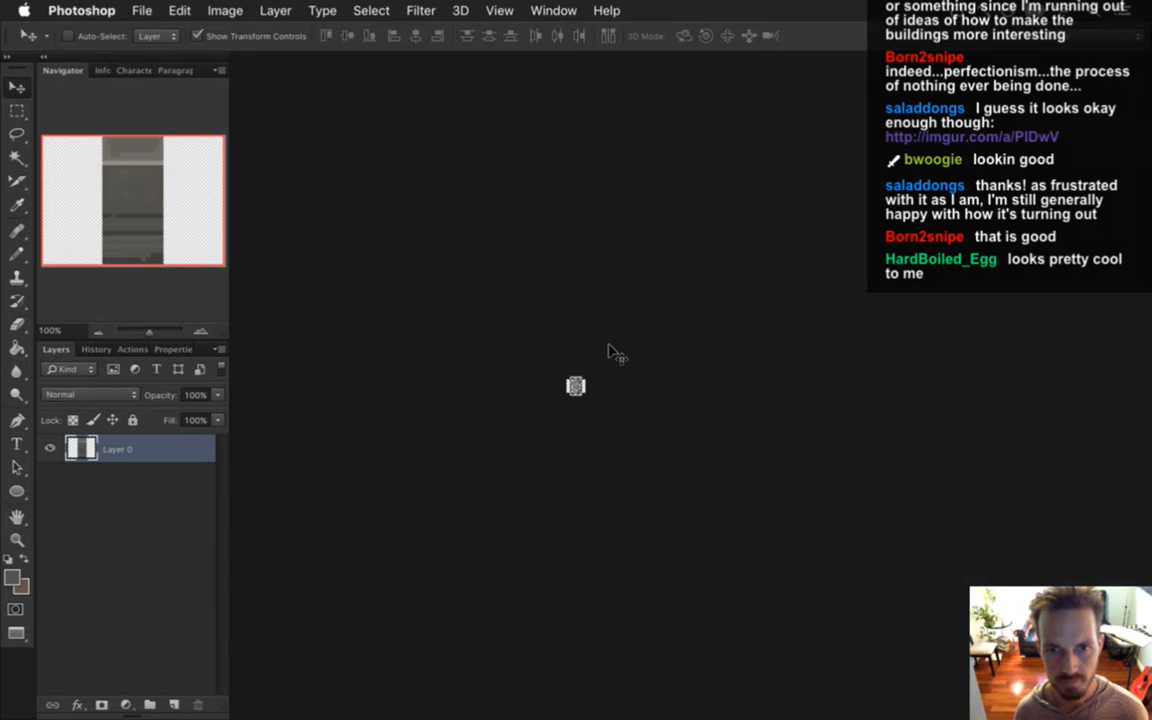 Photoshop File Edit Image Layer Type Select Filter 3D View Window Help
Auto-Select: Layer Show Transform Controls 3D Mode:
Navigator Info Characte Paragraj
100%
Layers History Actions Propertie
Kind
Normal Opacity: 100%
Lock: Fill: 100%
Layer 0
or something since I'm running out
of ideas of how to make the
buildings more interesting
Born2snipe
indeed...perfectionism...the process
of nothing ever being done...
saladdongs I guess it looks okay
enough though:
http://imgur.com/a/PIDwV
bwoogie lookin good
saladdongs thanks! as frustrated
with it as I am, I'm still generally
happy with how it's turning out
Born2snipe that is good
HardBoiled_Egg looks pretty cool
to me